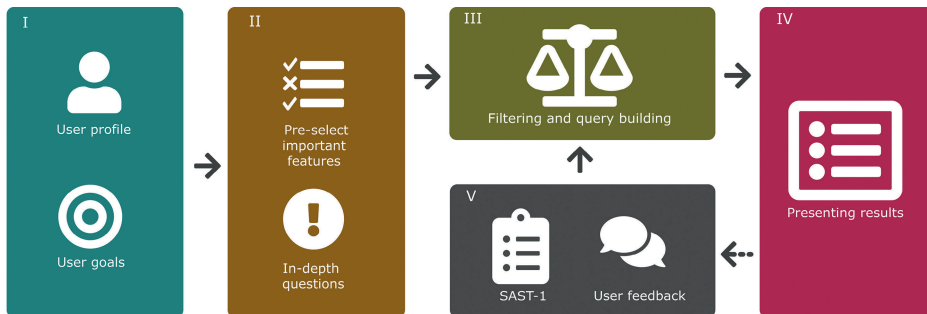 I
User profile
User goals
II
Pre-select
important
features
In-depth
questions
III
Filtering and query building
V
SAST-1
User feedback
IV
Presenting results